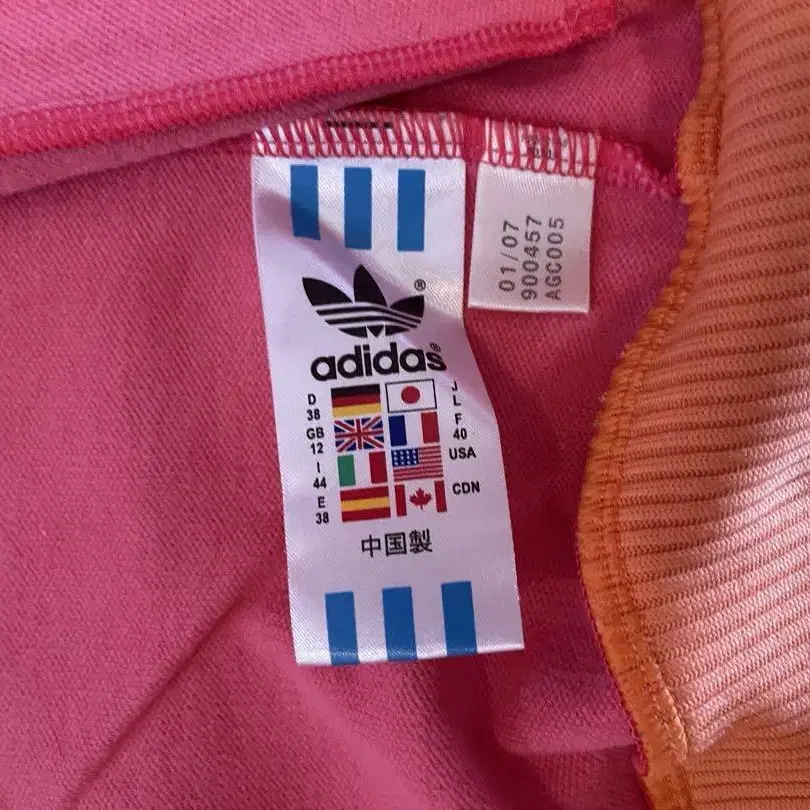 ®
adidas®
D
38
J
L
GB
12
F
40
I
44
USA
E
38
CDN
中国製
01/07
900457
AGC005